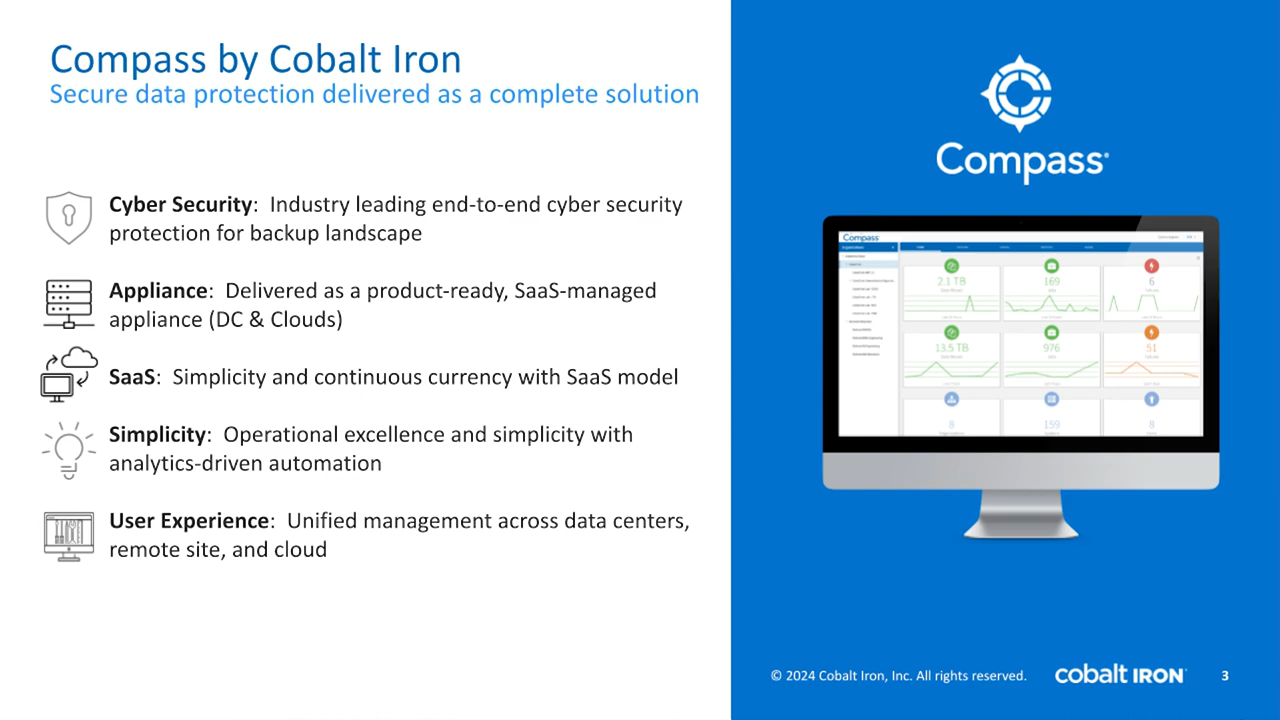 Compass by Cobalt Iron
Secure data protection delivered as a complete solution
Cyber Security: Industry leading end-to-end cyber security
protection for backup landscape
Appliance: Delivered as a product-ready, SaaS-managed
appliance (DC & Clouds)
SaaS: Simplicity and continuous currency with SaaS model
Simplicity: Operational excellence and simplicity with
analytics-driven automation
User Experience: Unified management across data centers,
remote site, and cloud
Compass®
Compass
2.1 TB
169
6
13.5 TB
976
51
8
159
8
© 2024 Cobalt Iron, Inc. All rights reserved.
cobalt IRON
3